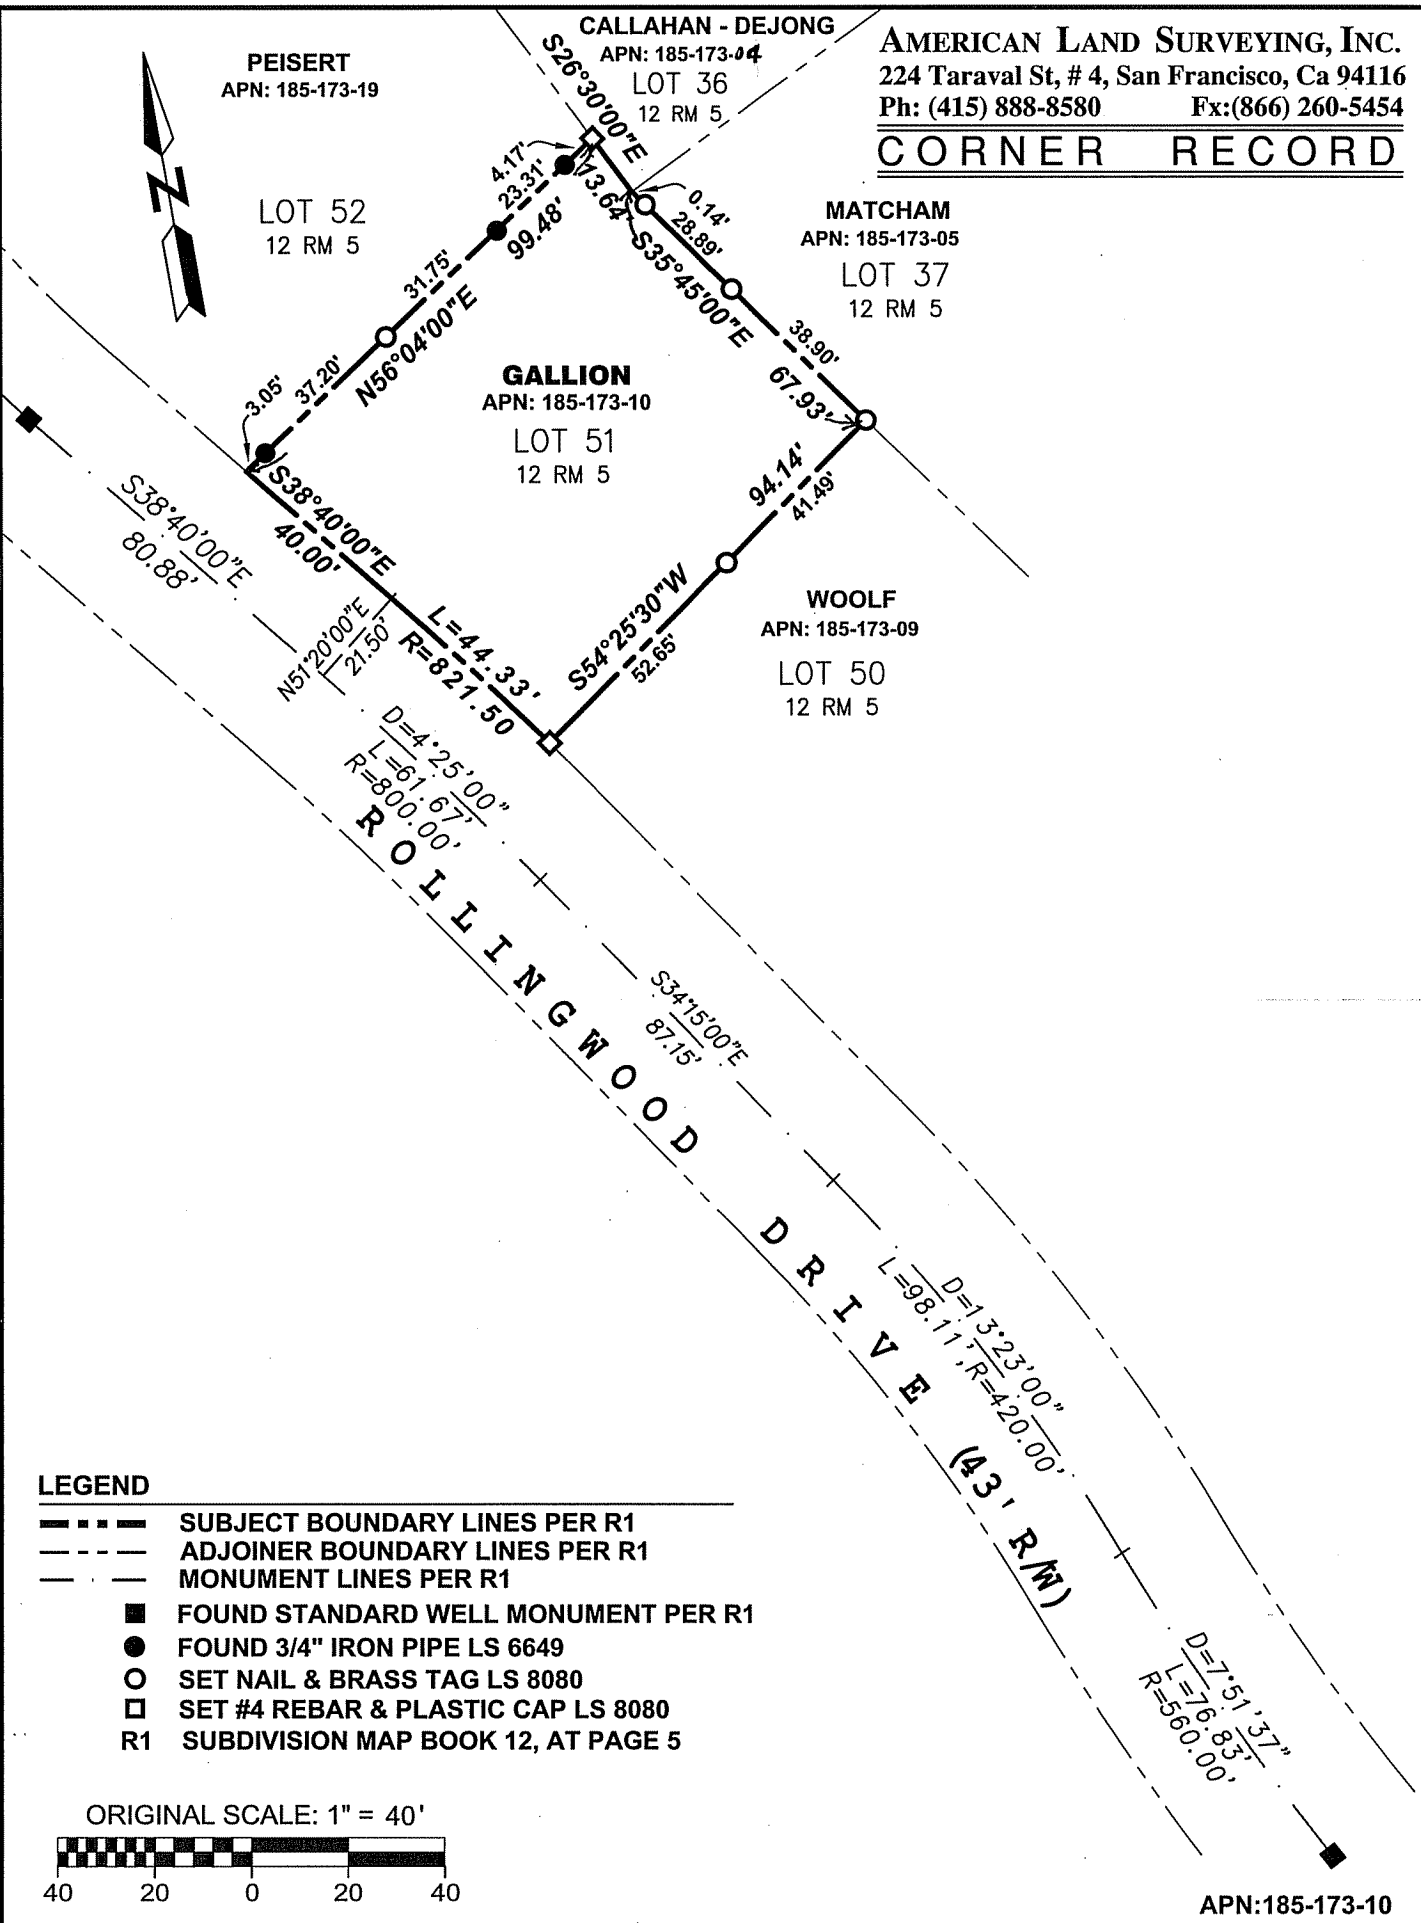 AMERICAN LAND SURVEYING, INC.
224 Taraval St, # 4, San Francisco, Ca 94116
Ph: (415) 888-8580 Fx:(866) 260-5454
CORNER RECORD
CALLAHAN - DEJONG
APN: 185-173-04
LOT 36
12 RM 5
PEISERT
APN: 185-173-19
LOT 52
12 RM 5
N
S26°30'00"E
13.64'
4.17'
23.31'
99.48'
31.75'
N56°04'00"E
37.20'
3.05'
0.14'
28.89'
S35°45'00"E
38.90'
67.93'
MATCHAM
APN: 185-173-05
LOT 37
12 RM 5
GALLION
APN: 185-173-10
LOT 51
12 RM 5
94.14'
41.49'
S54°25'30"W
52.65'
WOOLF
APN: 185-173-09
LOT 50
12 RM 5
S38°40'00"E
40.00'
L=44.33'
R=821.50
S38°40'00"E
80.88'
N51°20'00"E
21.50'
D=4°25'00"
L=61.67'
R=800.00'
S34°15'00"E
87.15'
ROLLINGWOOD DRIVE (43' R/W)
D=13°23'00"
L=98.11', R=420.00'
D=7°51'37"
L=76.83'
R=560.00'
LEGEND
SUBJECT BOUNDARY LINES PER R1
ADJOINER BOUNDARY LINES PER R1
MONUMENT LINES PER R1
FOUND STANDARD WELL MONUMENT PER R1
FOUND 3/4" IRON PIPE LS 6649
SET NAIL & BRASS TAG LS 8080
SET #4 REBAR & PLASTIC CAP LS 8080
R1 SUBDIVISION MAP BOOK 12, AT PAGE 5
ORIGINAL SCALE: 1" = 40'
40 20 0 20 40
APN:185-173-10